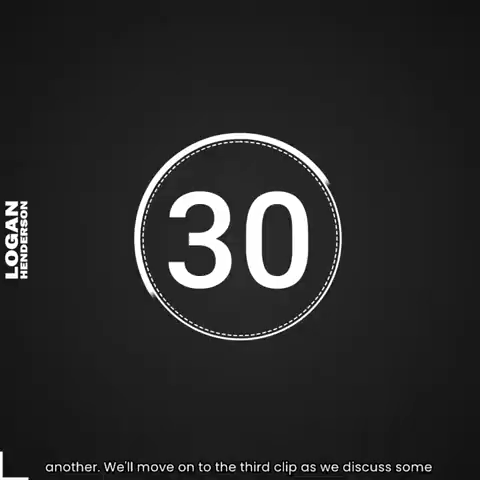 30
LOGAN
HENDERSON
another. We'll move on to the third clip as we discuss some